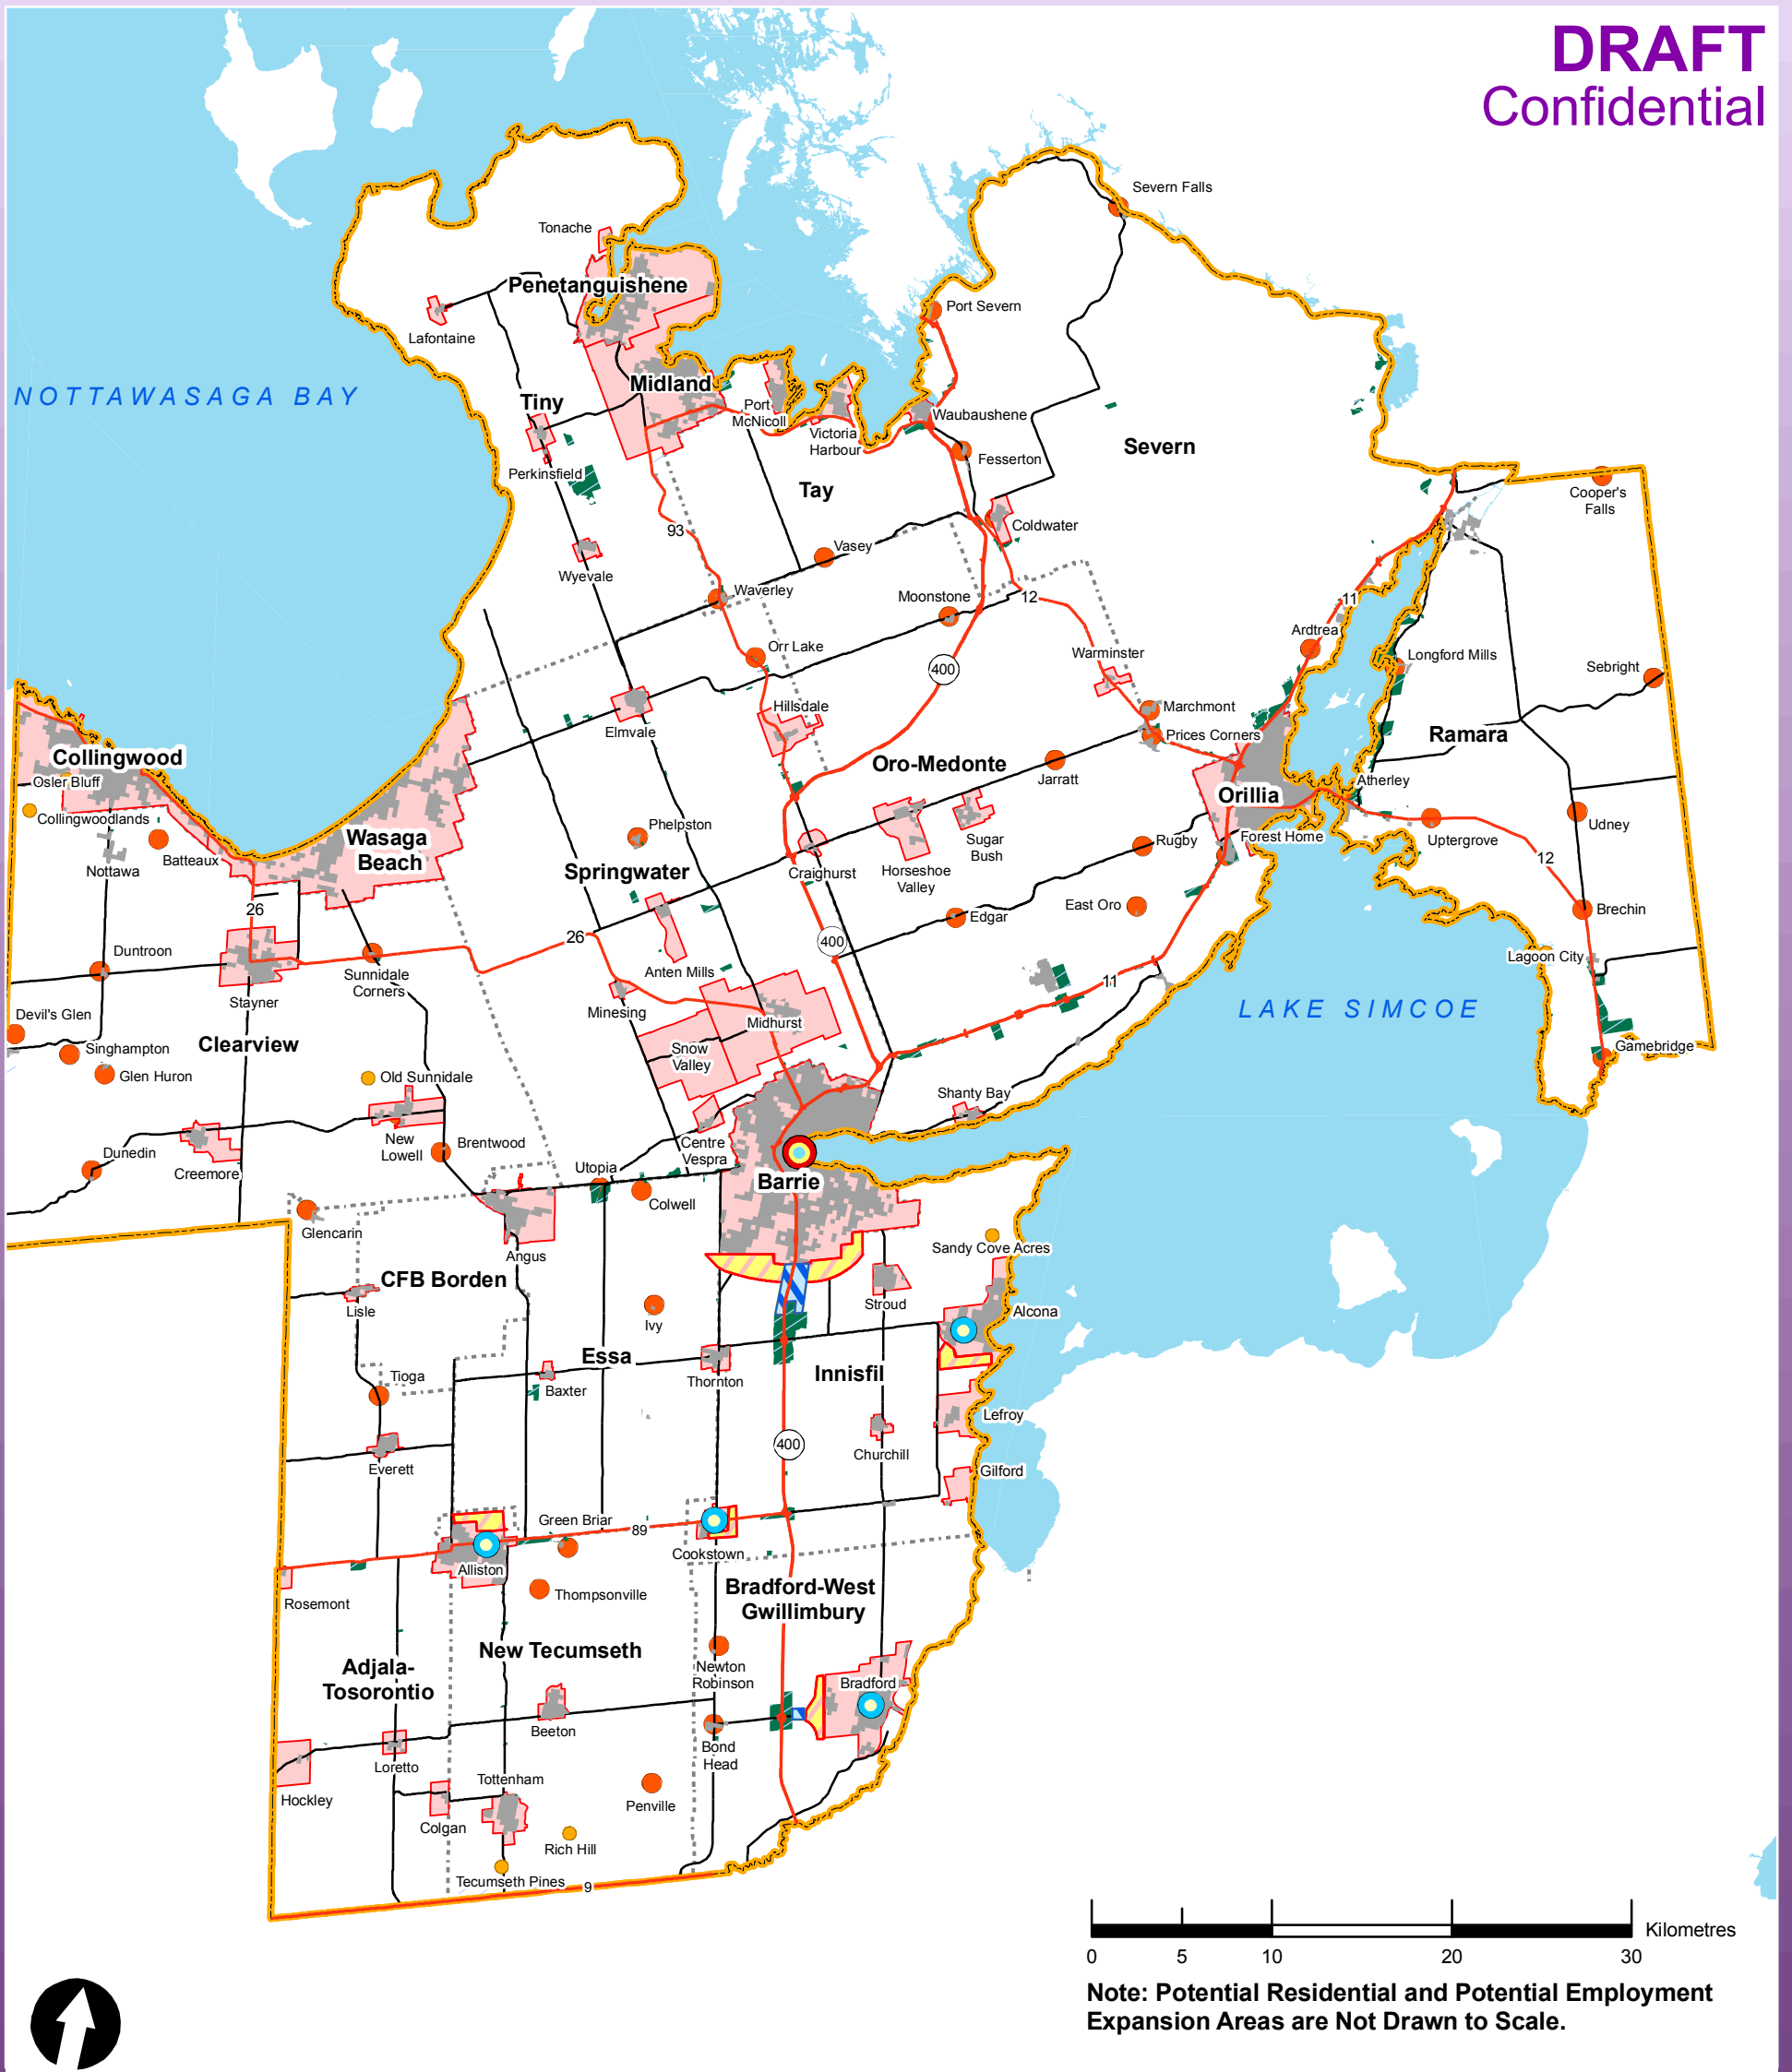 DRAFT
Confidential
Severn Falls
Tonache
Penetanguishene
Port Severn
Lafontaine
NOTTAWASAGA BAY
Midland
Tiny
Port
McNicoll
Waubaushene
Victoria
Harbour
Severn
Fesserton
Perkinsfield
Tay
Cooper's
Falls
Coldwater
93
Vasey
Wyevale
Waverley
Moonstone
12
11
Ardtrea
Orr Lake
Warminster
Longford Mills
400
Sebright
Hillsdale
Marchmont
Elmvale
Prices Corners
Ramara
Collingwood
Oro-Medonte
Jarratt
Osler Bluff
Atherley
Orillia
Collingwoodlands
Phelpston
Udney
Wasaga
Beach
Sugar
Bush
Rugby
Forest Home
Uptergrove
Batteaux
Nottawa
Springwater
Craighurst
Horseshoe
Valley
12
26
East Oro
Edgar
Brechin
26
400
Duntroon
Sunnidale
Corners
Anten Mills
Lagoon City
Stayner
11
Devil's Glen
Minesing
Midhurst
LAKE SIMCOE
Singhampton
Clearview
Snow
Valley
Gamebridge
Glen Huron
Old Sunnidale
Shanty Bay
New
Lowell
Brentwood
Centre
Vespra
Dunedin
Creemore
Utopia
Barrie
Colwell
Glencarin
Angus
Sandy Cove Acres
CFB Borden
Lisle
Stroud
Alcona
Ivy
Essa
Tioga
Baxter
Thornton
Innisfil
Lefroy
400
Churchill
Everett
Gilford
Green Briar
89
Alliston
Cookstown
Rosemont
Thompsonville
Bradford-West
Gwillimbury
New Tecumseth
Adjala-
Tosorontio
Newton
Robinson
Bradford
Beeton
Bond
Head
Loretto
Tottenham
Hockley
Penville
Colgan
Rich Hill
Tecumseth Pines
9
Kilometres
0 5 10 20 30
Note: Potential Residential and Potential Employment
Expansion Areas are Not Drawn to Scale.